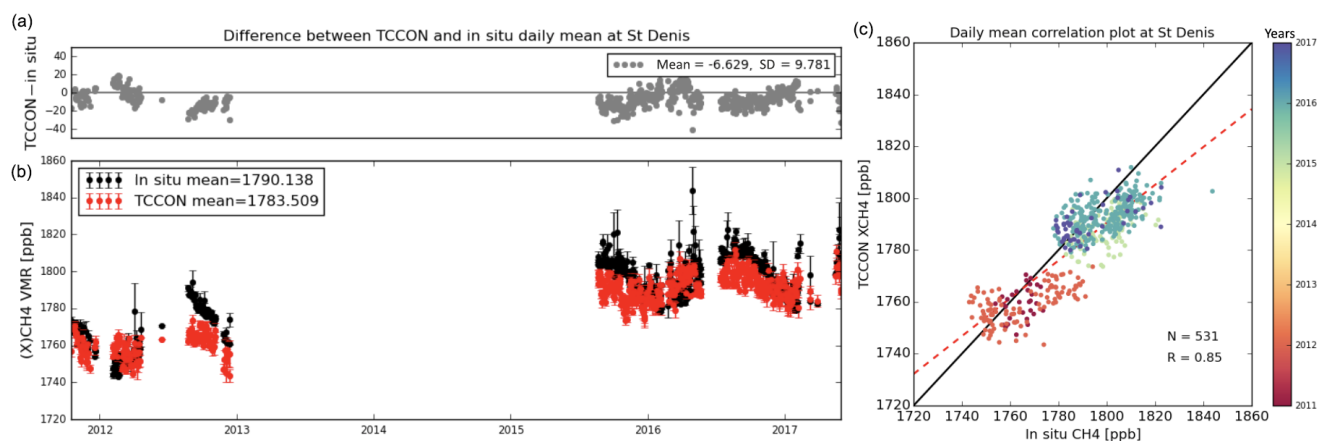 (a)
Difference between TCCON and in situ daily mean at St Denis
TCCON−in situ
40
20
0
−20
−40
Mean = -6.629, SD = 9.781
(b)
(X)CH4 VMR [ppb]
1860
1840
1820
1800
1780
1760
1740
1720
In situ mean=1790.138
TCCON mean=1783.509
2012
2013
2014
2015
2016
2017
(c)
Daily mean correlation plot at St Denis
TCCON XCH4 [ppb]
1860
1840
1820
1800
1780
1760
1740
1720
N = 531
R = 0.85
1720
1740
1760
1780
1800
1820
1840
1860
In situ CH4 [ppb]
Years
2017
2016
2015
2014
2013
2012
2011